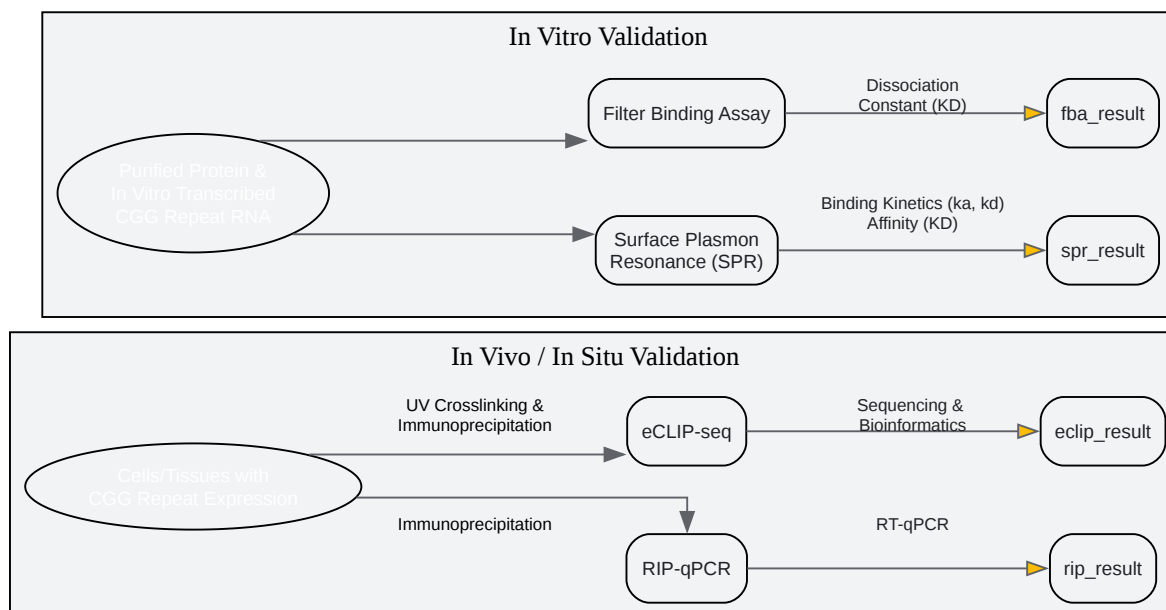 In Vitro Validation
Purified Protein &
In Vitro Transcribed
CGG Repeat RNA
Filter Binding Assay
Dissociation
Constant (KD)
fba_result
Surface Plasmon
Resonance (SPR)
Binding Kinetics (ka, kd)
Affinity (KD)
spr_result
In Vivo / In Situ Validation
Cells/Tissues with
CGG Repeat Expression
UV Crosslinking &
Immunoprecipitation
eCLIP-seq
Sequencing &
Bioinformatics
eclip_result
Immunoprecipitation
RIP-qPCR
RT-qPCR
rip_result